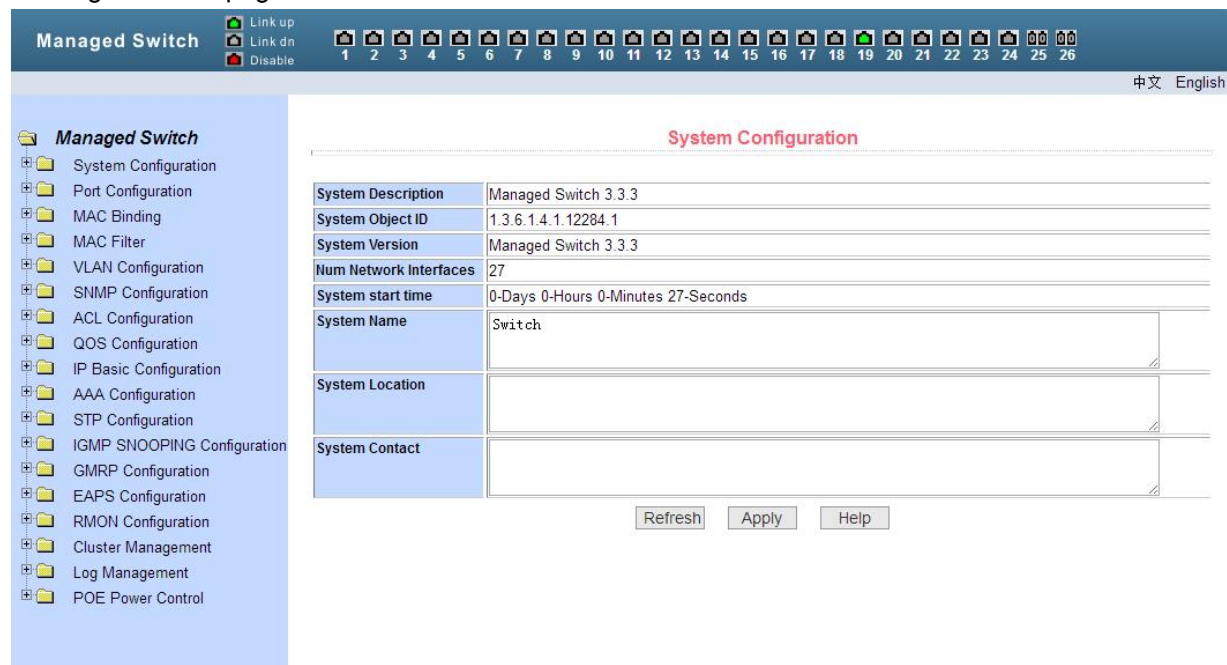 Link up
Managed Switch Link dn
Disable
1 2 3 4 5 6 7 8 9 10 11 12 13 14 15 16 17 18 19 20 21 22 23 24 25 26
中文 English
Managed Switch
System Configuration
Port Configuration
MAC Binding
MAC Filter
VLAN Configuration
SNMP Configuration
ACL Configuration
QOS Configuration
IP Basic Configuration
AAA Configuration
STP Configuration
IGMP SNOOPING Configuration
GMRP Configuration
EAPS Configuration
RMON Configuration
Cluster Management
Log Management
POE Power Control
System Configuration
System Description Managed Switch 3.3.3
System Object ID 1.3.6.1.4.1.12284.1
System Version Managed Switch 3.3.3
Num Network Interfaces 27
System start time 0-Days 0-Hours 0-Minutes 27-Seconds
System Name Switch
System Location
System Contact
Refresh Apply Help